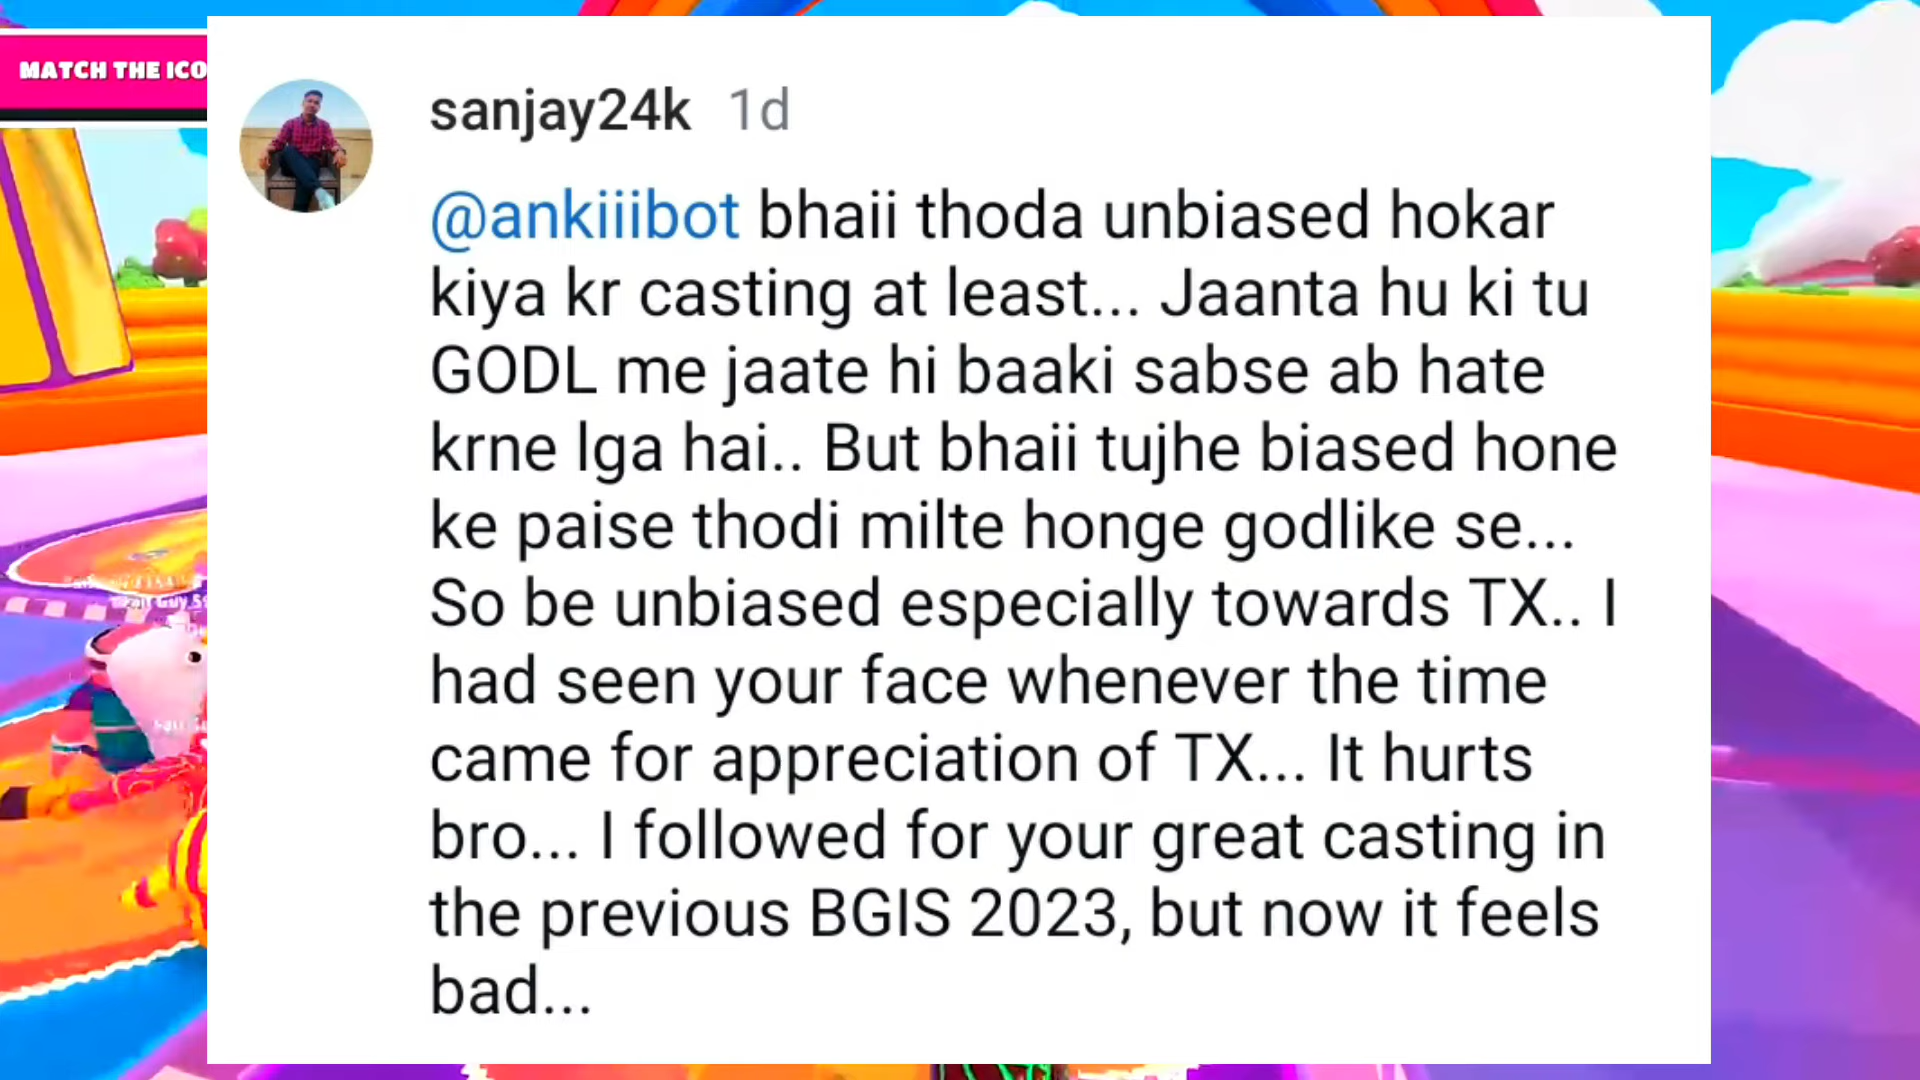 MATCH THE ICO
sanjay24k 1d
@ankiiibot bhaii thoda unbiased hokar
kiya kr casting at least... Jaanta hu ki tu
GODL me jaate hi baaki sabse ab hate
krne lga hai.. But bhaii tujhe biased hone
ke paise thodi milte honge godlike se...
So be unbiased especially towards TX.. I
had seen your face whenever the time
came for appreciation of TX... It hurts
bro... I followed for your great casting in
the previous BGIS 2023, but now it feels
bad...